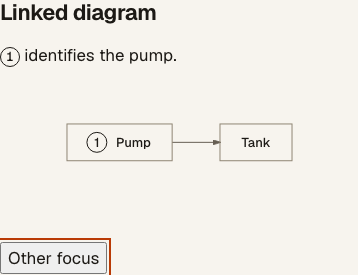 Linked diagram
1 identifies the pump.
1 Pump
Tank
Other focus